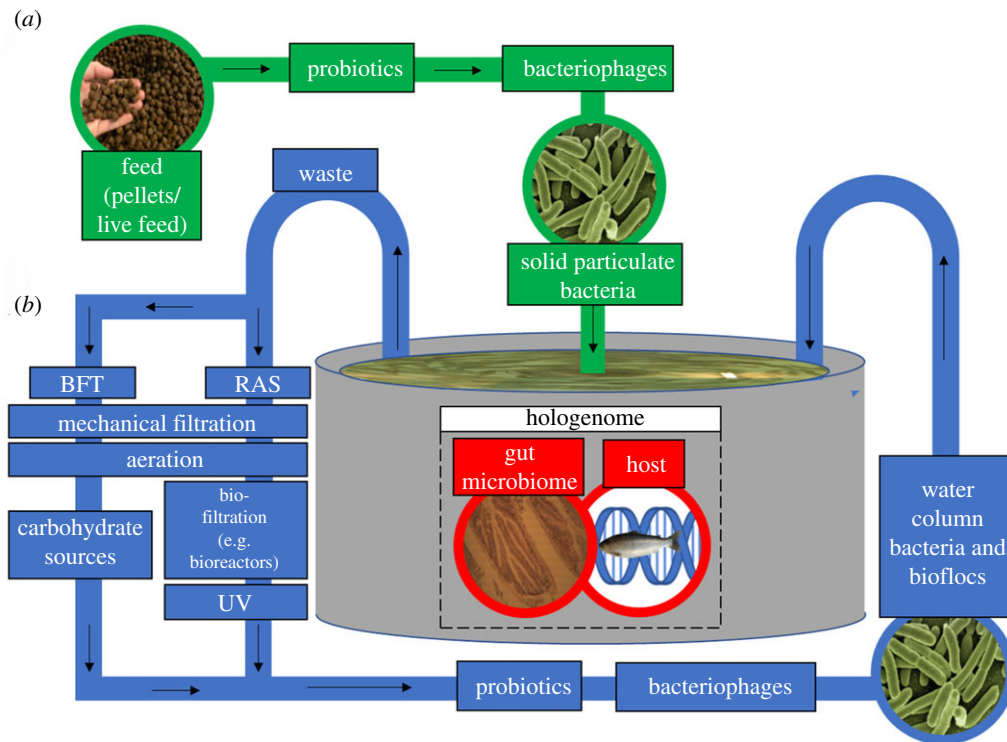 (a)
probiotics
bacteriophages
feed
(pellets/
live feed)
waste
solid particulate
bacteria
(b)
BFT
RAS
mechanical filtration
aeration
carbohydrate
sources
bio-
filtration
(e.g.
bioreactors)
UV
hologenome
gut
microbiome
host
water
column
bacteria and
bioflocs
probiotics
bacteriophages